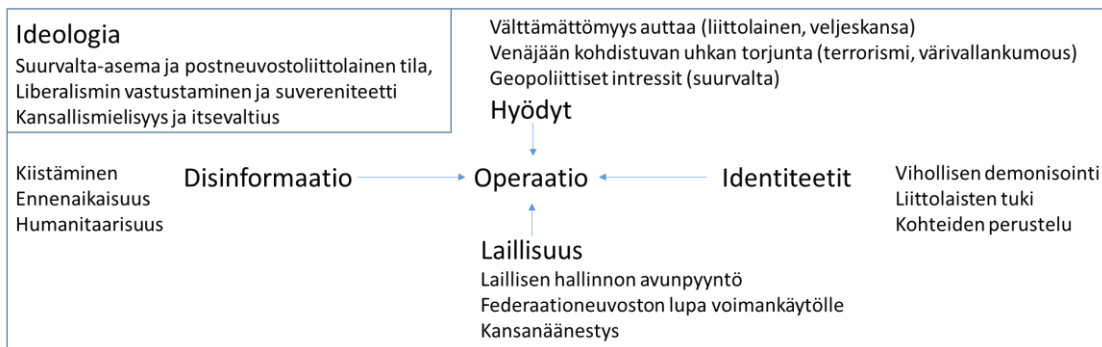 Ideologia
Suurvalta-asema ja postneuvostoliittolainen tila,
Liberalismin vastustaminen ja suvereniteetti
Kansallismielisyys ja itsevaltius
Välttämättömyys auttaa (liittolainen, veljeskansa)
Venäjään kohdistuvan uhkan torjunta (terrorismi, värivallankumous)
Geopoliittiset intressit (suurvalta)
Hyödyt
Kiistäminen
Ennenaikaisuus
Humanitaarisuus
Disinformaatio
Operaatio
Identiteetit
Vihollisen demonisointi
Liittolaisten tuki
Kohteiden perustelu
Laillisuus
Laillisen hallinnon avunpyyntö
Federaationeuvoston lupa voimankäytölle
Kansanäänestys